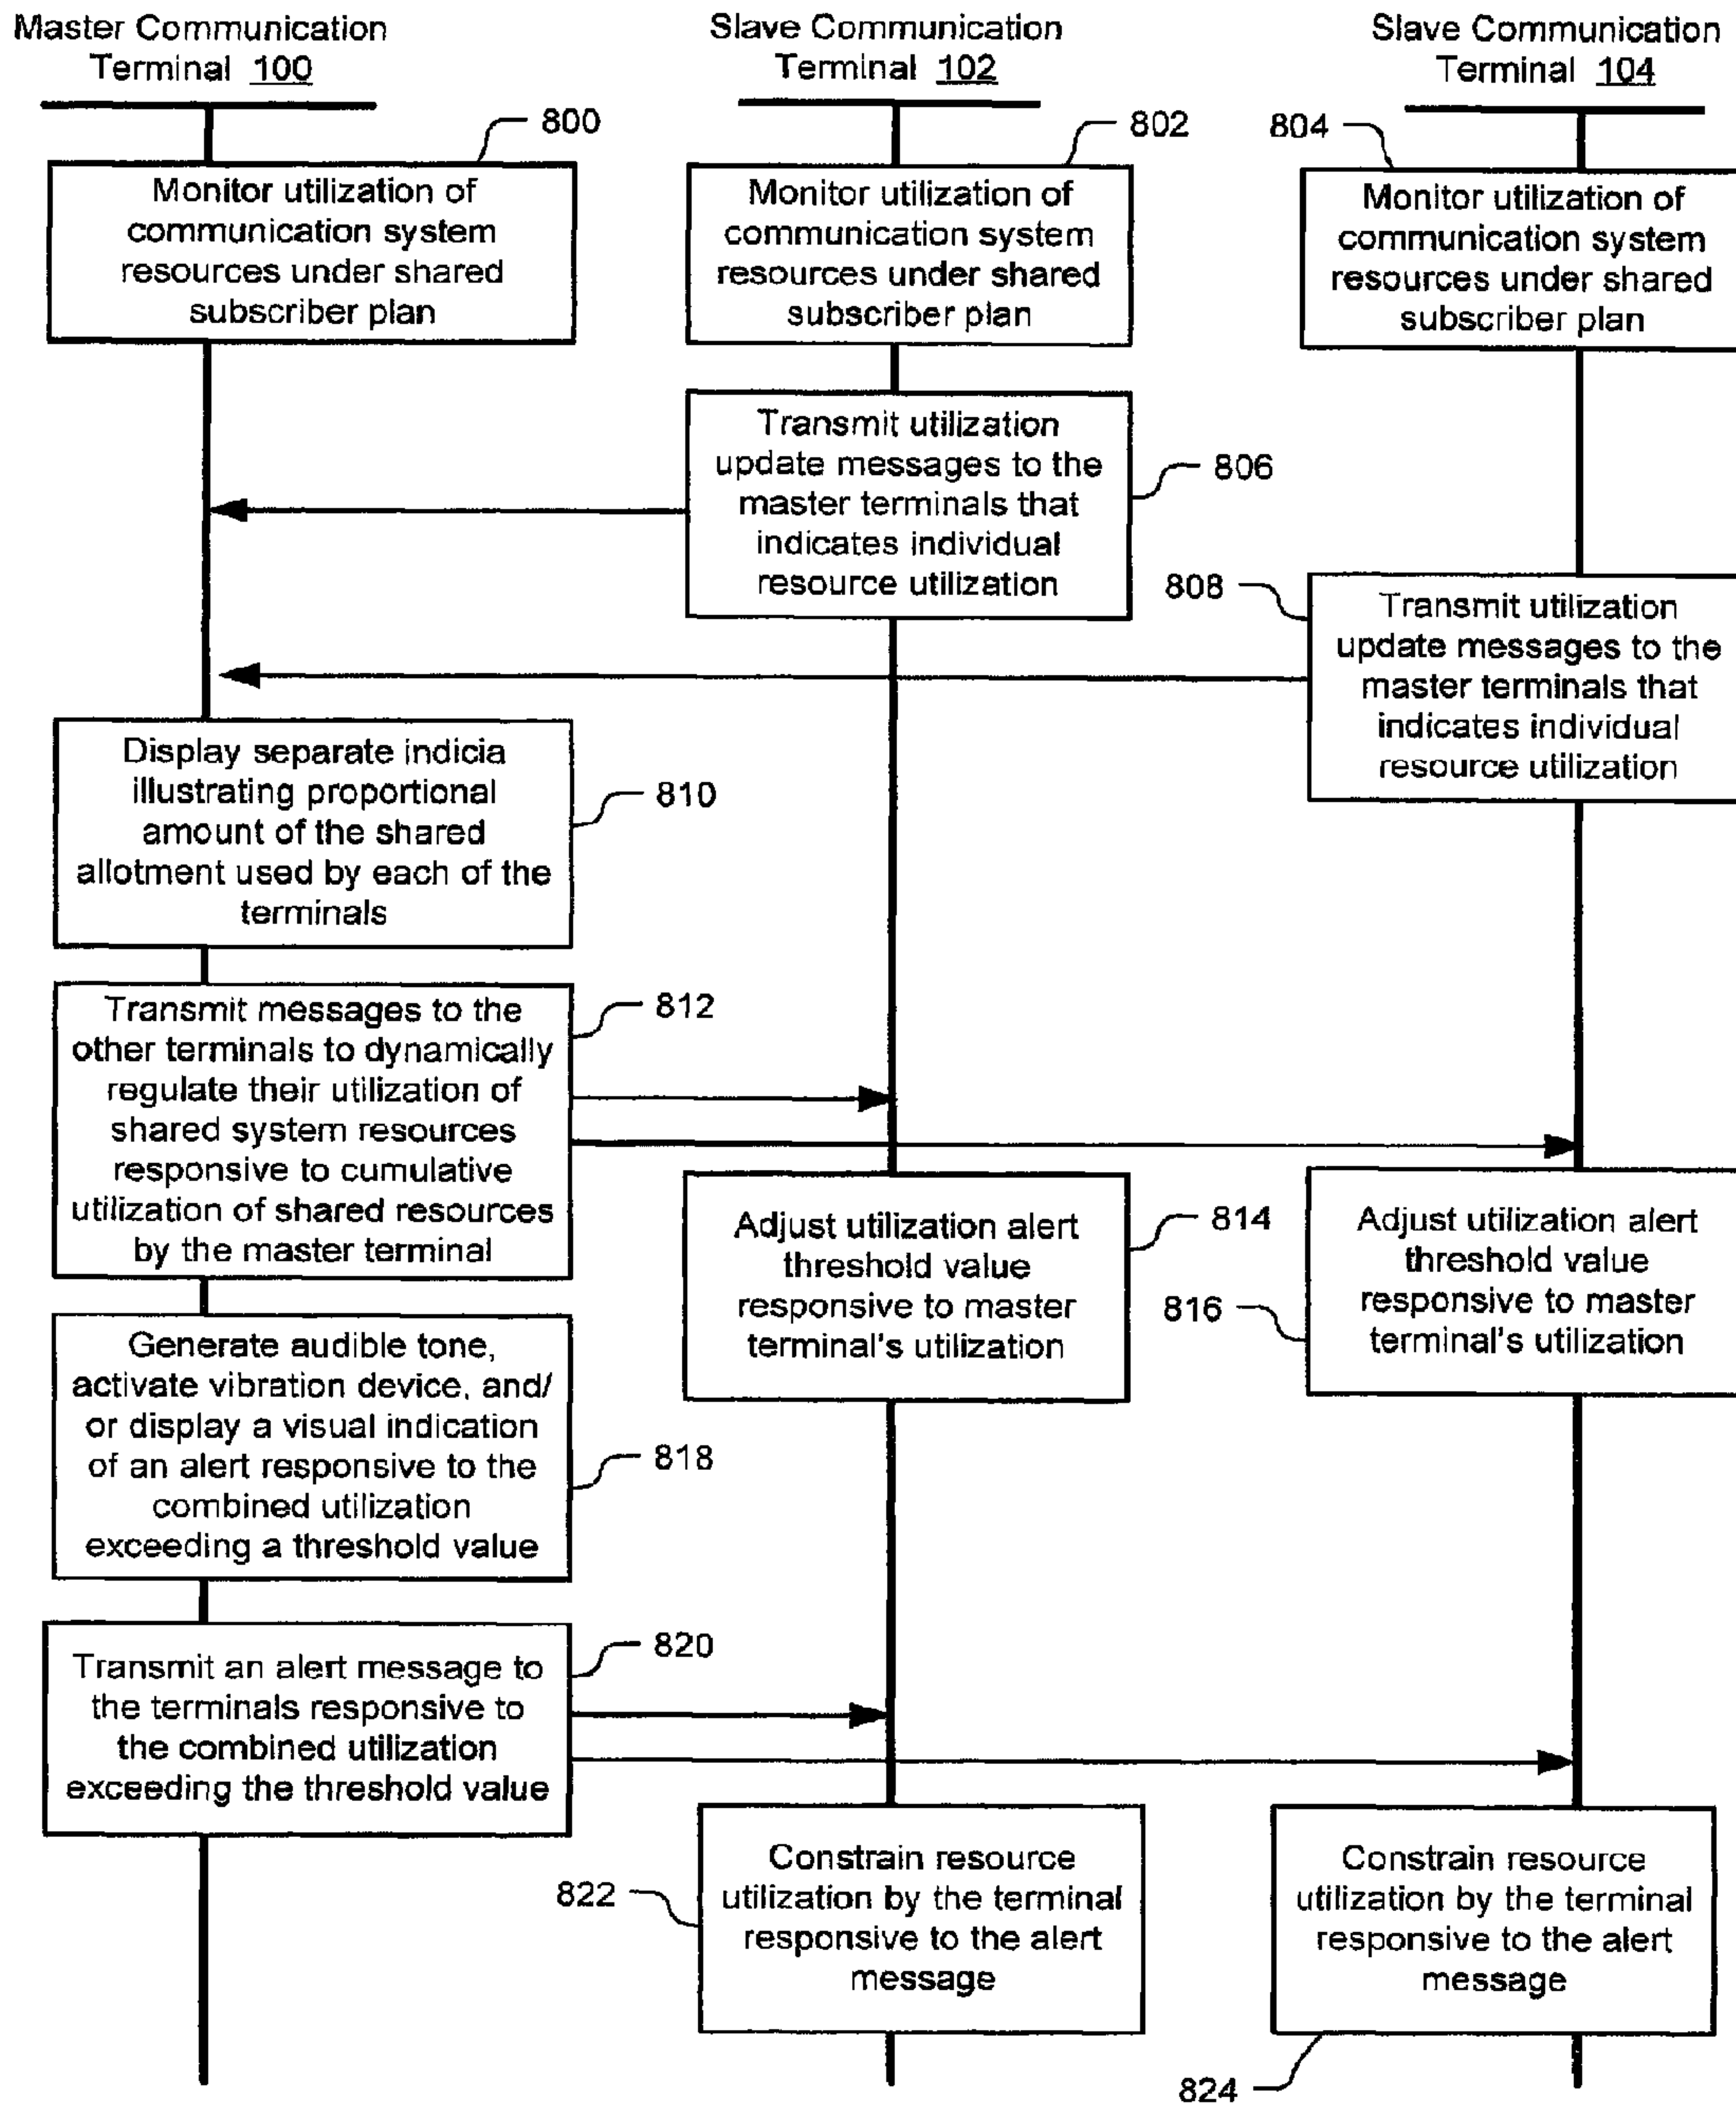 Master Communication
Terminal 100
Slave Communication
Terminal 102
Slave Communication
Terminal 104
800
Monitor utilization of
communication system
resources under shared
subscriber plan
802
Monitor utilization of
communication system
resources under shared
subscriber plan
804
Monitor utilization of
communication system
resources under shared
subscriber plan
Transmit utilization
update messages to the
master terminals that
indicates individual
resource utilization
806
808
Transmit utilization
update messages to the
master terminals that
indicates individual
resource utilization
Display separate indicia
illustrating proportional
amount of the shared
allotment used by each of the
terminals
810
Transmit messages to the
other terminals to dynamically
regulate their utilization of
shared system resources
responsive to cumulative
utilization of shared resources
by the master terminal
812
Adjust utilization alert
threshold value
responsive to master
terminal's utilization
814
816
Adjust utilization alert
threshold value
responsive to master
terminal's utilization
Generate audible tone,
activate vibration device, and/
or display a visual indication
of an alert responsive to the
combined utilization
exceeding a threshold value
818
Transmit an alert message to
the terminals responsive to
the combined utilization
exceeding the threshold value
820
822
Constrain resource
utilization by the terminal
responsive to the alert
message
Constrain resource
utilization by the terminal
responsive to the alert
message
824